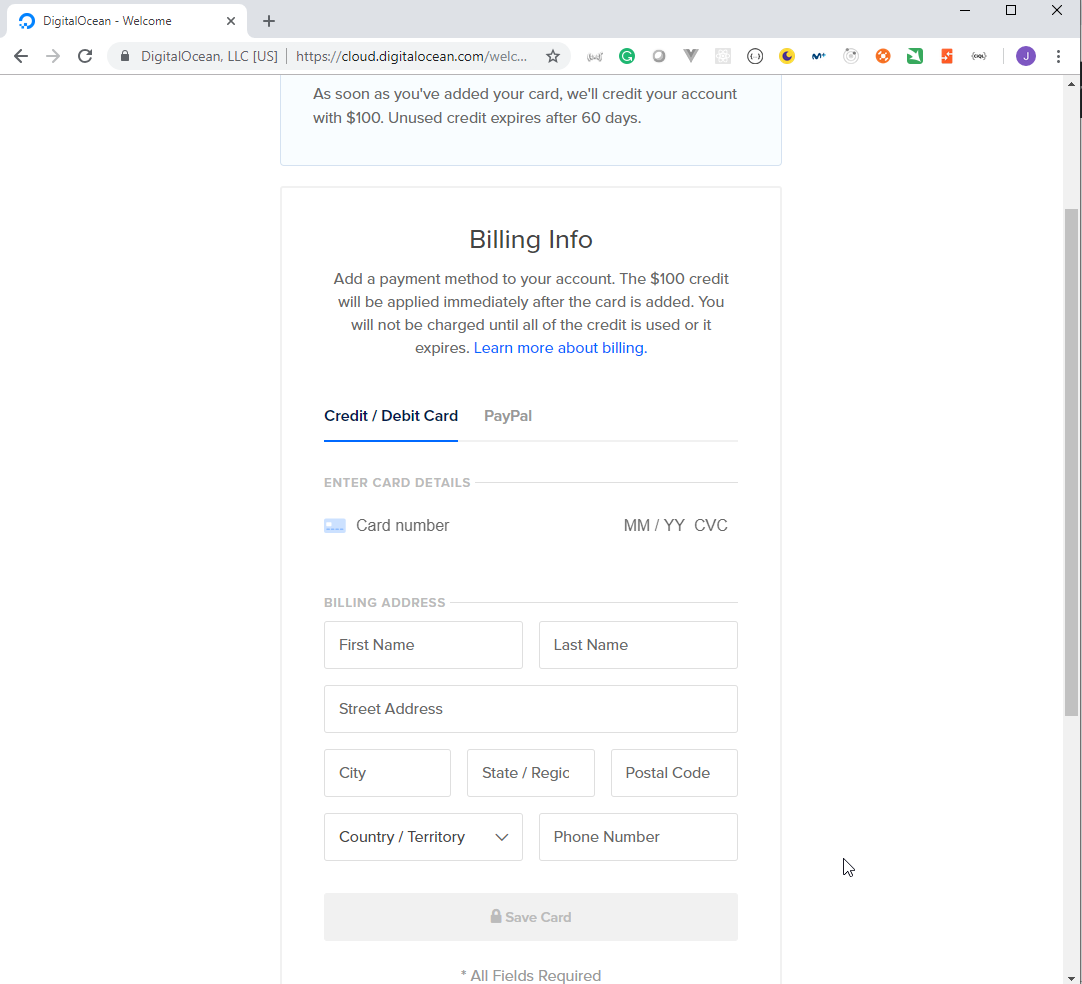 DigitalOcean - Welcome
DigitalOcean, LLC [US] | https://cloud.digitalocean.com/welc...
J
As soon as you've added your card, we'll credit your account
with $100. Unused credit expires after 60 days.
Billing Info
Add a payment method to your account. The $100 credit
will be applied immediately after the card is added. You
will not be charged until all of the credit is used or it
expires. Learn more about billing.
Credit / Debit Card PayPal
ENTER CARD DETAILS
Card number MM / YY CVC
BILLING ADDRESS
First Name Last Name
Street Address
City State / Regic Postal Code
Country / Territory Phone Number
Save Card
* All Fields Required